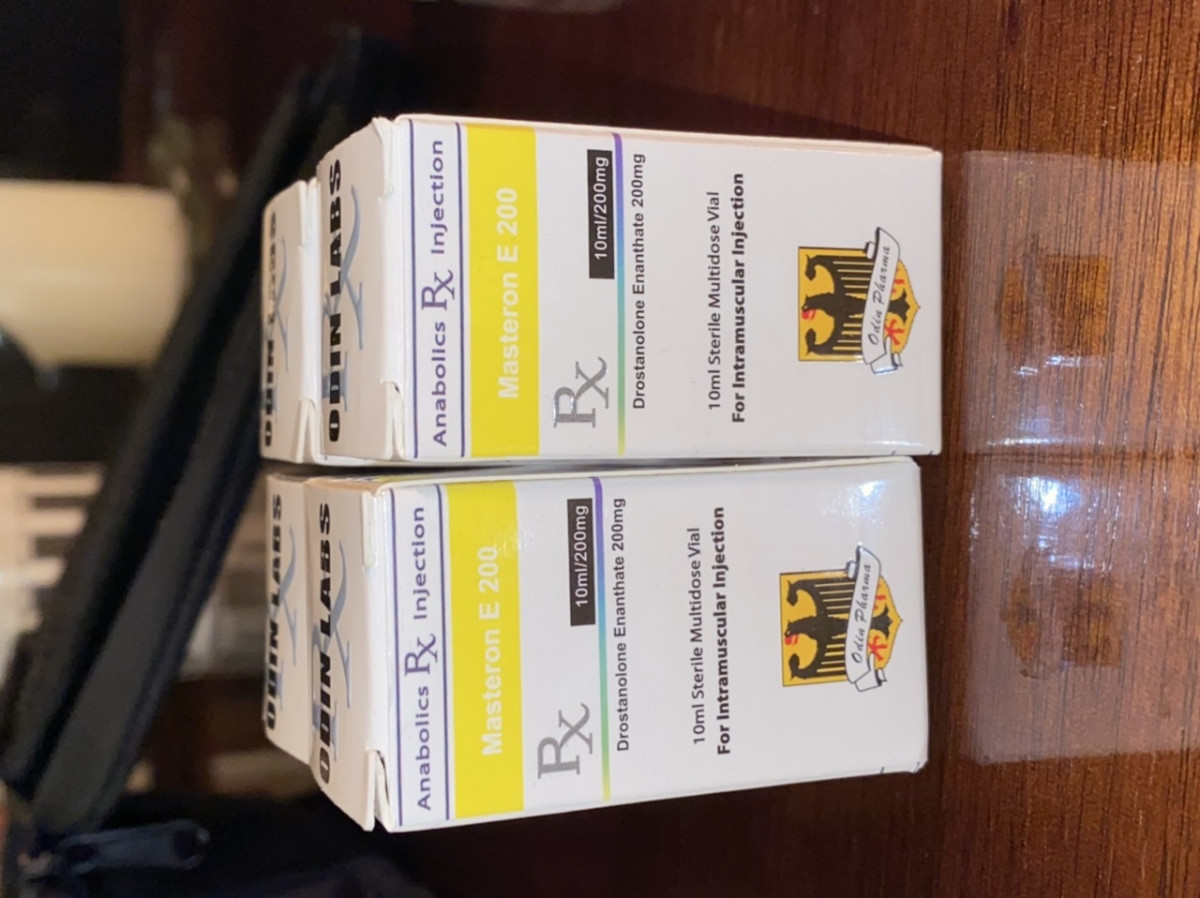 ODIN LABS
ODIN LABS
Anabolics Rx Injection
Masteron E 200
10ml/200mg
Rx
Drostanolone Enanthate 200mg
10ml Sterile Multidose Vial
For Intramuscular Injection
Odin Pharma
ODIN LABS
ODIN LABS
Anabolics Rx Injection
Masteron E 200
10ml/200mg
Rx
Drostanolone Enanthate 200mg
10ml Sterile Multidose Vial
For Intramuscular Injection
Odin Pharma